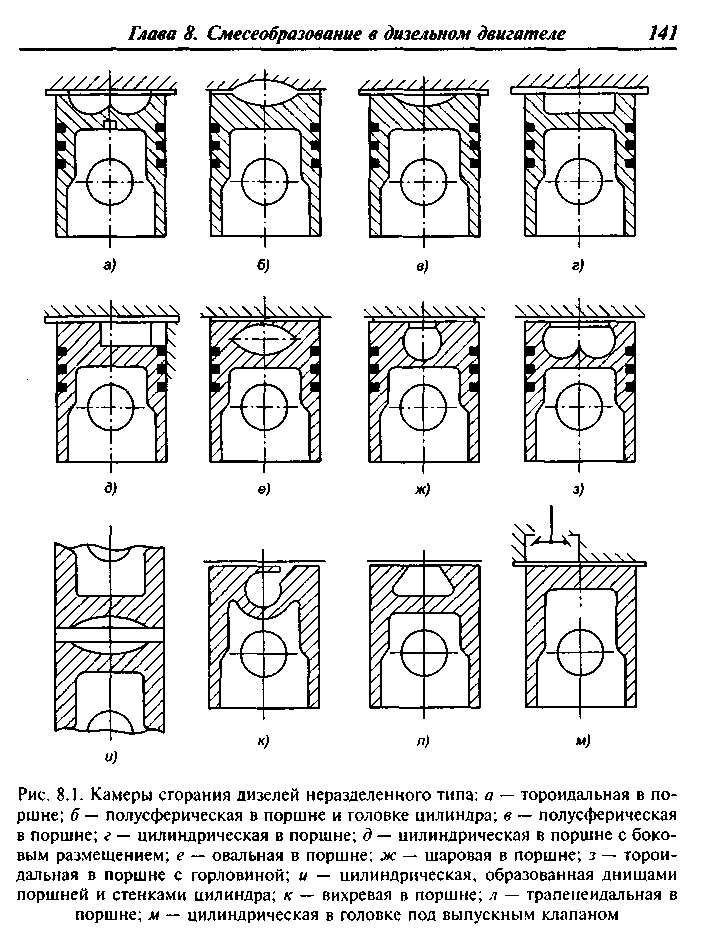 Глава 8. Смесеобразование в дизельном двигателе 141
а) б) в) г)
д) е) ж) з)
и) к) п) м)
Рис. 8.1. Камеры сгорания дизелей неразделенного типа: а — тороидальная в по-
ршне; б — полусферическая в поршне и головке цилиндра; в — полусферическая
в поршне; г — цилиндрическая в поршне; д — цилиндрическая в поршне с боко-
вым размещением; е — овальная в поршне; ж — шаровая в поршне; з — торои-
дальная в поршне с горловиной; и — цилиндрическая, образованная днищами
поршней и стенками цилиндра; к — вихревая в поршне; л — трапецеидальная в
поршне; м — цилиндрическая в головке под выпускным клапаном